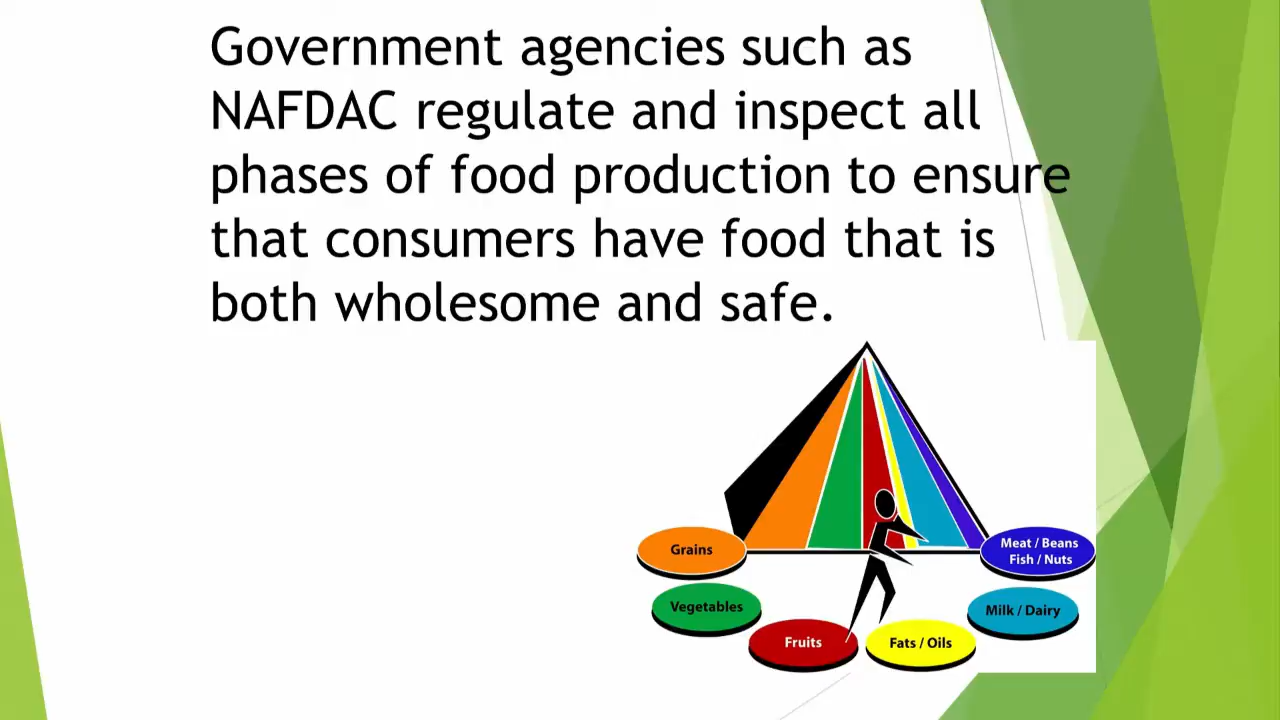 Government agencies such as
NAFDAC regulate and inspect all
phases of food production to ensure
that consumers have food that is
both wholesome and safe.
Grains
Vegetables
Fruits
Fats / Oils
Milk / Dairy
Meat / Beans
Fish / Nuts